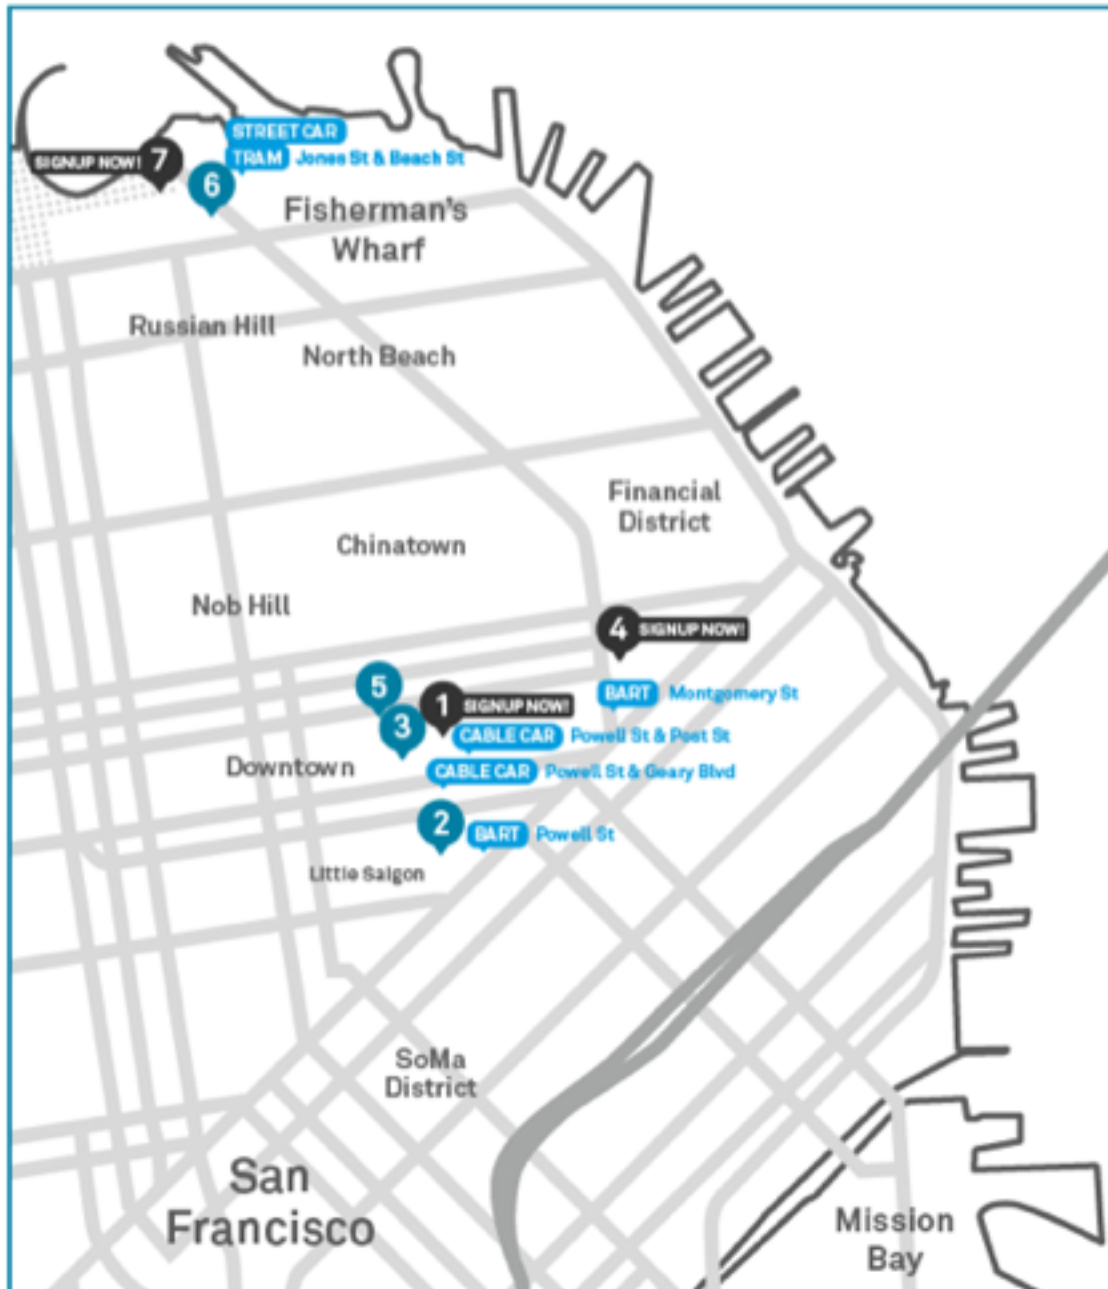 STREET CAR
SIGNUP NOW! 7
TRAM Jones St & Beach St
6
Fisherman's
Wharf
Russian Hill
North Beach
Financial
District
Chinatown
Nob Hill
4 SIGNUP NOW!
5
BART Montgomery St
1 SIGNUP NOW!
3
CABLE CAR Powell St & Post St
Downtown
CABLE CAR Powell St & Geary Blvd
2
BART Powell St
Little Saigon
SoMa
District
San
Francisco
Mission
Bay